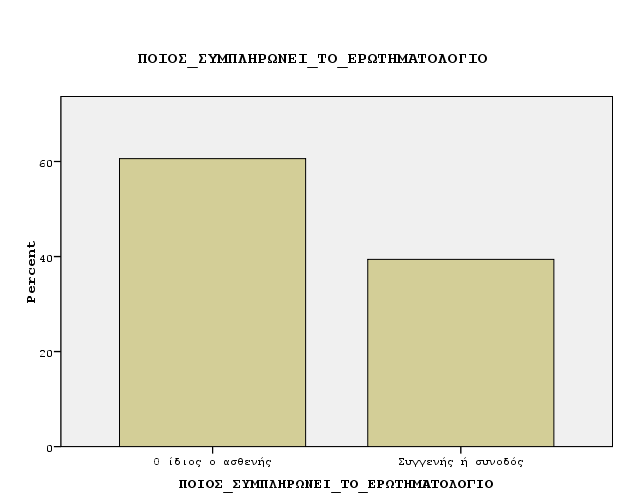 ΠΟΙΟΣ_ΣΥΜΠΛΗΡΩΝΕΙ_ΤΟ_ΕΡΩΤΗΜΑΤΟΛΟΓΙΟ
60
40
20
0
Percent
Ο ίδιος ο ασθενής
Συγγενής ή συνοδός
ΠΟΙΟΣ_ΣΥΜΠΛΗΡΩΝΕΙ_ΤΟ_ΕΡΩΤΗΜΑΤΟΛΟΓΙΟ